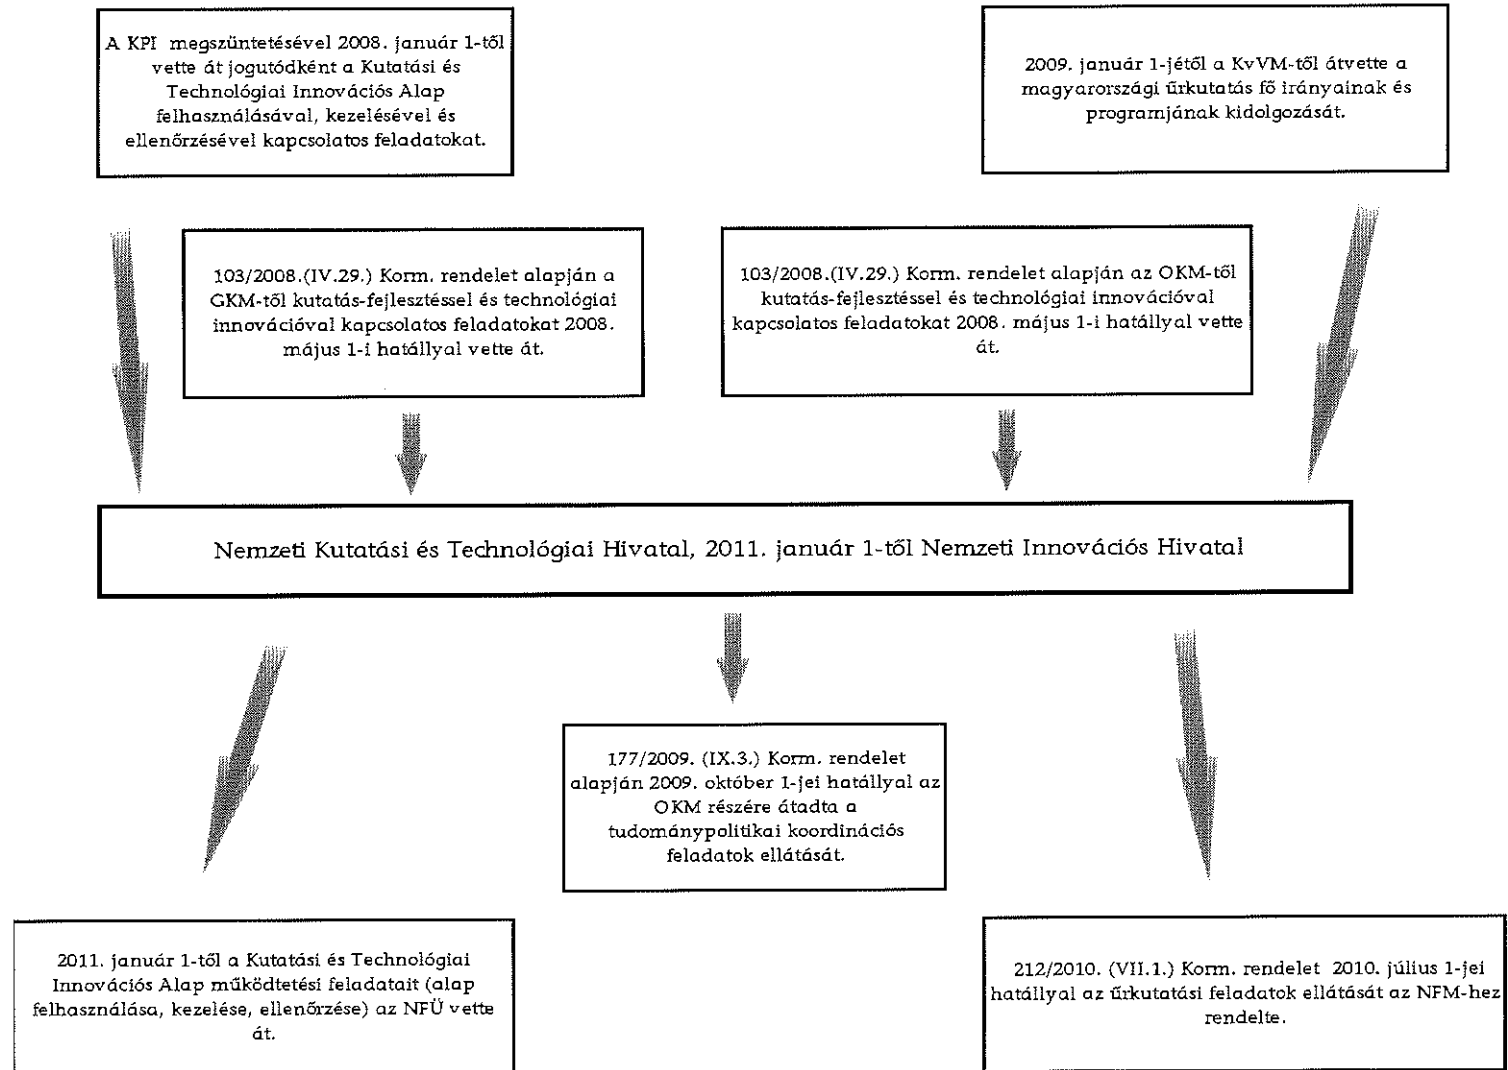 A KPI megszüntetésével 2008. január 1-től
vette át jogutódként a Kutatási és
Technológiai Innovációs Alap
felhasználásával, kezelésével és
ellenőrzésével kapcsolatos feladatokat.
2009. január 1-jétől a KvVM-től átvette a
magyarországi űrkutatás fő irányainak és
programjának kidolgozását.
103/2008.(IV.29.) Korm. rendelet alapján a
GKM-től kutatás-fejlesztéssel és technológiai
innovációval kapcsolatos feladatokat 2008.
május 1-i hatállyal vette át.
103/2008.(IV.29.) Korm. rendelet alapján az OKM-től
kutatás-fejlesztéssel és technológiai innovációval
kapcsolatos feladatokat 2008. május 1-i hatállyal vette
át.
Nemzeti Kutatási és Technológiai Hivatal, 2011. január 1-től Nemzeti Innovációs Hivatal
177/2009. (IX.3.) Korm. rendelet
alapján 2009. október 1-jei hatállyal az
OKM részére átadta a
tudománypolitikai koordinációs
feladatok ellátását.
2011. január 1-től a Kutatási és Technológiai
Innovációs Alap működtetési feladatait (alap
felhasználása, kezelése, ellenőrzése) az NFÜ vette
át.
212/2010. (VII.1.) Korm. rendelet 2010. július 1-jei
hatállyal az űrkutatási feladatok ellátását az NFM-hez
rendelte.